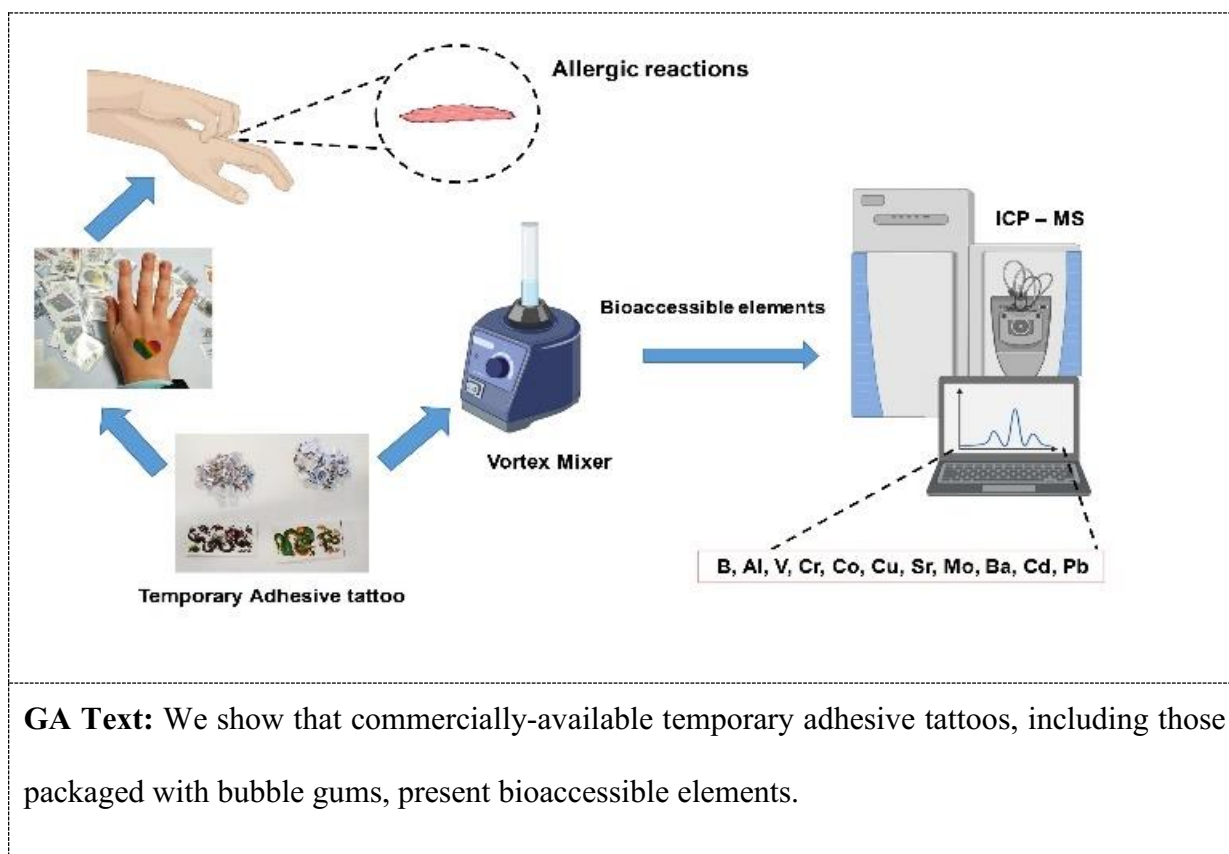 Allergic reactions
ICP – MS
Bioaccessible elements
Vortex Mixer
Temporary Adhesive tattoo
B, Al, V, Cr, Co, Cu, Sr, Mo, Ba, Cd, Pb
GA Text: We show that commercially-available temporary adhesive tattoos, including those
packaged with bubble gums, present bioaccessible elements.